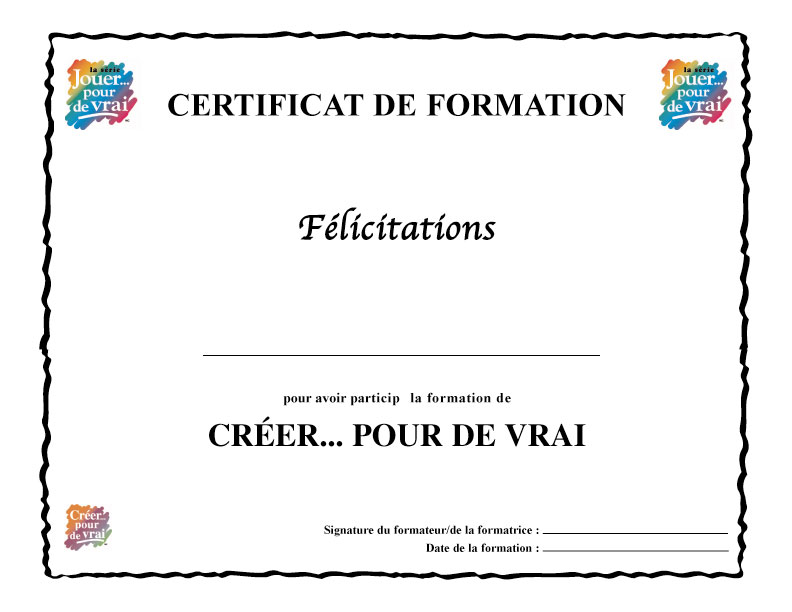 la série
Jouer...
pour
de vrai
la série
Jouer...
pour
de vrai
CERTIFICAT DE FORMATION
Félicitations
pour avoir particip la formation de
CRÉER... POUR DE VRAI
Créer...
pour
de vrai
Signature du formateur/de la formatrice :
Date de la formation :